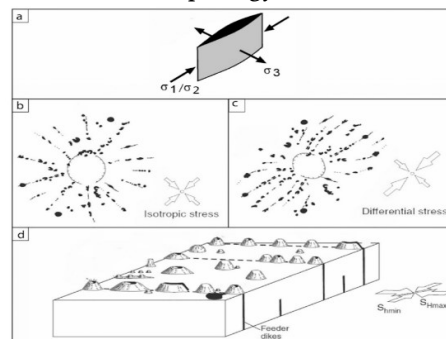 a
σ1/σ2
σ3
b
c
Isotropic stress
Differential stress
d
Shmin
SHmax
Feeder
dikes